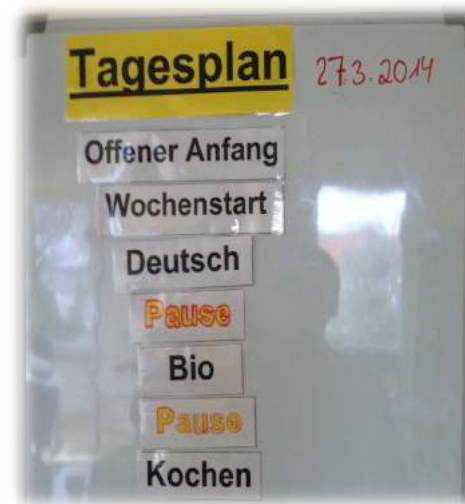 Tagesplan 27.3.2014
Offener Anfang
Wochenstart
Deutsch
Pause
Bio
Pause
Kochen